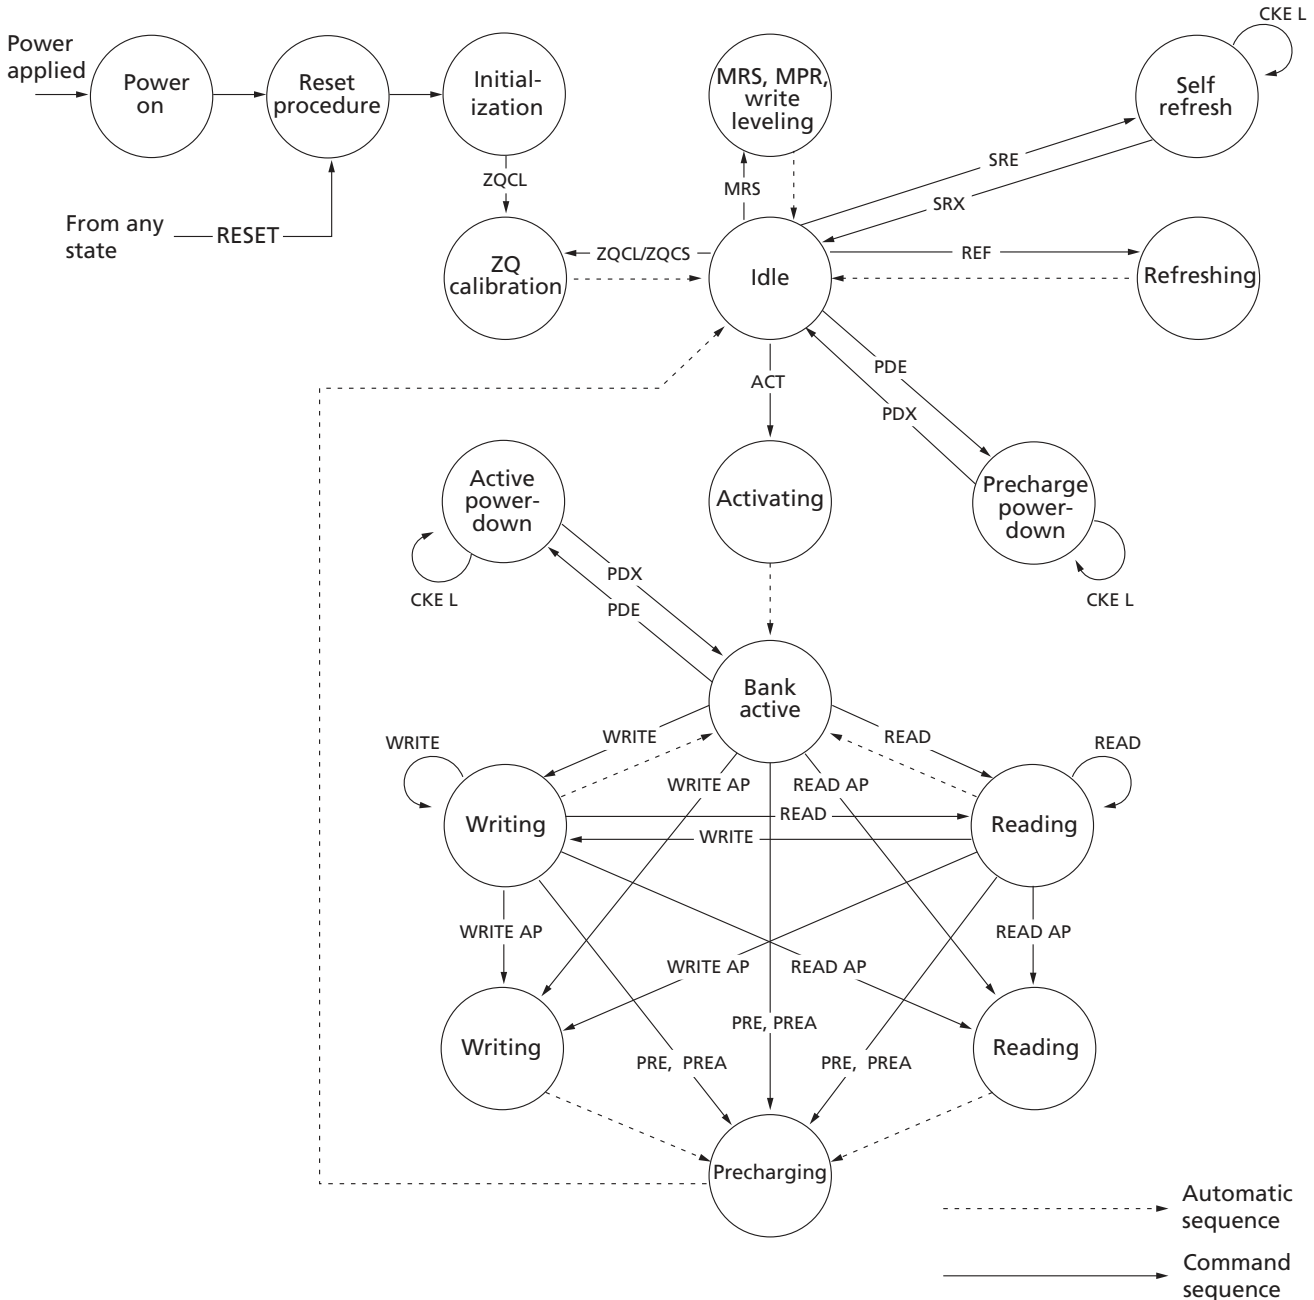 CKE L
Power
applied
Power
on
Reset
procedure
Initial-
ization
MRS, MPR,
write
leveling
Self
refresh
ZQCL
MRS
SRE
SRX
From any
state
RESET
ZQ
calibration
ZQCL/ZQCS
Idle
REF
Refreshing
ACT
PDE
PDX
Active
power-
down
Activating
Precharge
power-
down
CKE L
PDX
PDE
CKE L
Bank
active
WRITE
WRITE
READ
READ
WRITE AP
READ AP
Writing
READ
WRITE
Reading
WRITE AP
READ AP
WRITE AP
READ AP
PRE, PREA
Writing
PRE, PREA
PRE, PREA
Reading
Precharging
Automatic
sequence
Command
sequence